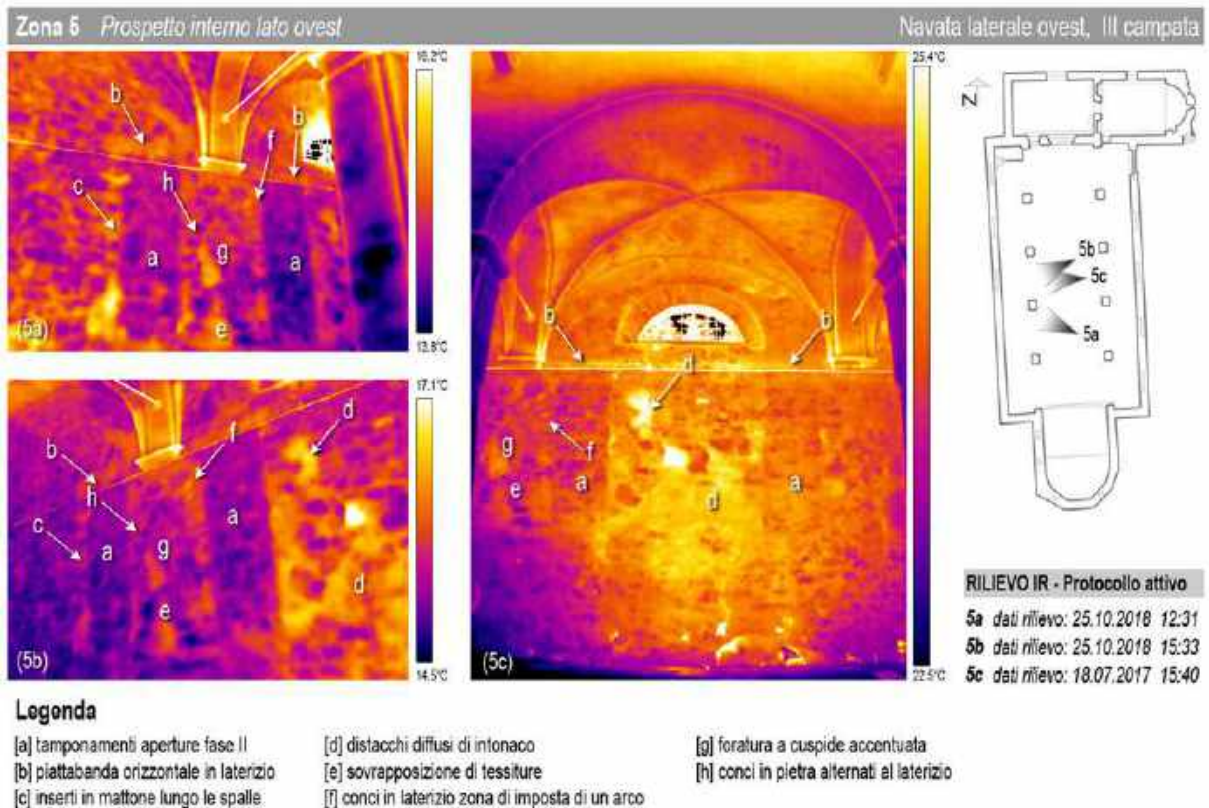 Zona 5 Prospetto interno lato ovest
Navata laterale ovest, III campata
16.2°C
b
b
f
c
h
a
g
a
e
(5a)
13.8°C
17.1°C
d
f
b
h
c
a
g
a
e
d
(5b)
14.5°C
25.4°C
b
b
d
g
f
e
a
d
a
(5c)
22.5°C
N
5b
5c
5a
RILIEVO IR - Protocollo attivo
5a dati rilievo: 25.10.2018 12:31
5b dati rilievo: 25.10.2018 15:33
5c dati rilievo: 18.07.2017 15:40
Legenda
[a] tamponamenti aperture fase II
[b] piattabanda orizzontale in laterizio
[c] inserti in mattone lungo le spalle
[d] distacchi diffusi di intonaco
[e] sovrapposizione di tessiture
[f] conci in laterizio zona di imposta di un arco
[g] foratura a cuspide accentuata
[h] conci in pietra alternati al laterizio